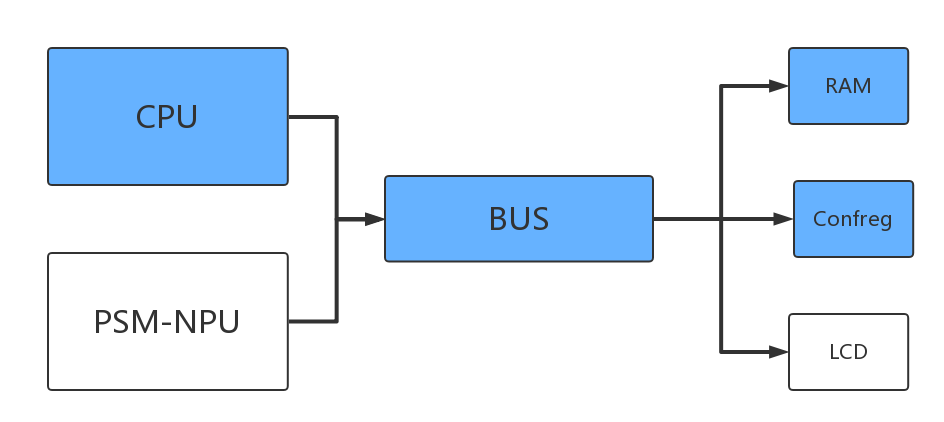 CPU
PSM-NPU
BUS
RAM
Confreg
LCD